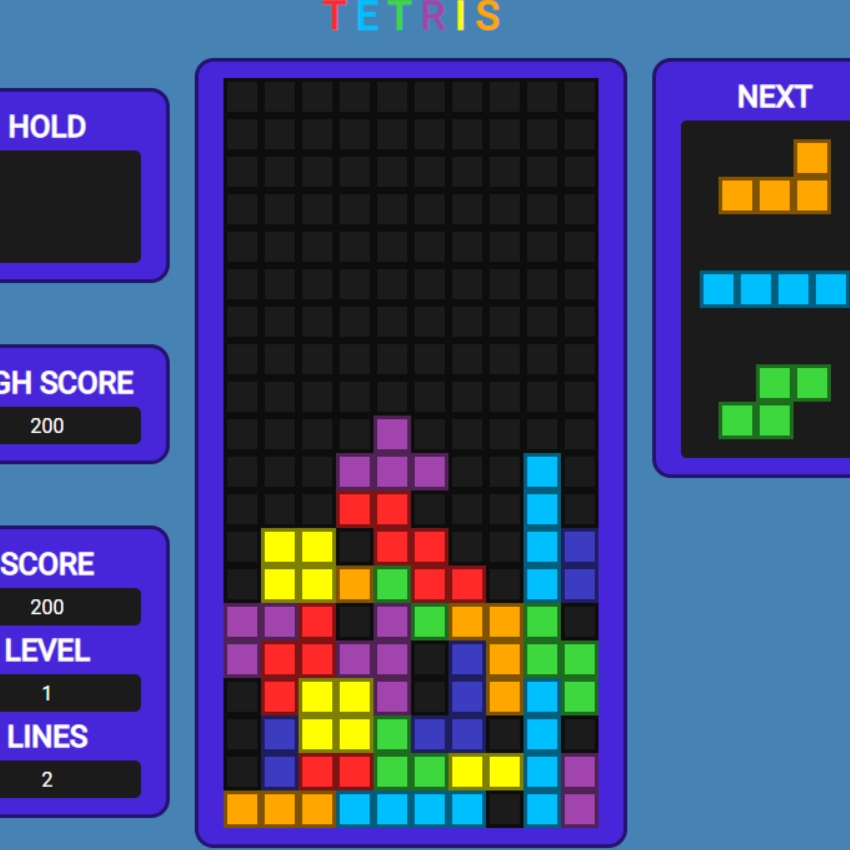 TETRIS
HOLD
GH SCORE
200
SCORE
200
LEVEL
1
LINES
2
NEXT